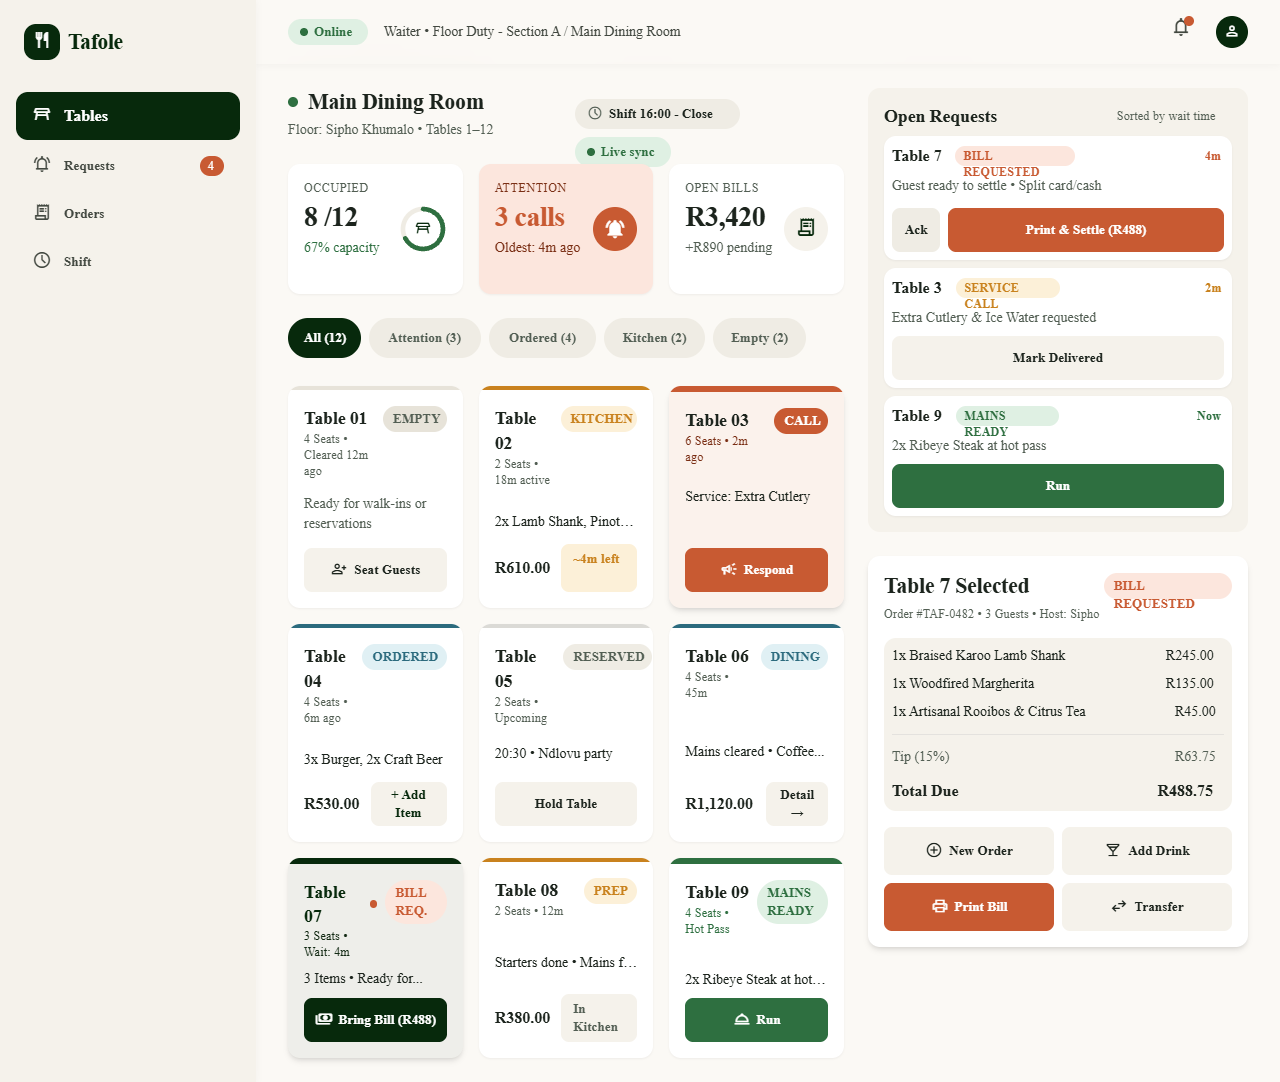 Tafole
Tables
Requests 4
Orders
Shift
Online
Waiter • Floor Duty - Section A / Main Dining Room
Main Dining Room
Floor: Sipho Khumalo • Tables 1–12
Shift 16:00 - Close
Live sync
OCCUPIED
8 /12
67% capacity
ATTENTION
3 calls
Oldest: 4m ago
OPEN BILLS
R3,420
+R890 pending
All (12)
Attention (3)
Ordered (4)
Kitchen (2)
Empty (2)
Table 01
EMPTY
4 Seats •
Cleared 12m
ago
Ready for walk-ins or
reservations
Seat Guests
Table
02
KITCHEN
2 Seats •
18m active
2x Lamb Shank, Pinot...
R610.00
~4m left
Table 03
CALL
6 Seats • 2m
ago
Service: Extra Cutlery
Respond
Table
04
ORDERED
4 Seats •
6m ago
3x Burger, 2x Craft Beer
R530.00
+ Add
Item
Table
05
RESERVED
2 Seats •
Upcoming
20:30 • Ndlovu party
Hold Table
Table 06
DINING
4 Seats •
45m
Mains cleared • Coffee...
R1,120.00
Detail
→
Table
07
BILL
REQ.
3 Seats •
Wait: 4m
3 Items • Ready for...
Bring Bill (R488)
Table 08
PREP
2 Seats • 12m
Starters done • Mains f...
R380.00
In
Kitchen
Table 09
MAINS
READY
4 Seats •
Hot Pass
2x Ribeye Steak at hot...
Run
Open Requests
Sorted by wait time
Table 7
BILL
REQUESTED
4m
Guest ready to settle • Split card/cash
Ack
Print & Settle (R488)
Table 3
SERVICE
CALL
2m
Extra Cutlery & Ice Water requested
Mark Delivered
Table 9
MAINS
READY
Now
2x Ribeye Steak at hot pass
Run
Table 7 Selected
BILL
REQUESTED
Order #TAF-0482 • 3 Guests • Host: Sipho
1x Braised Karoo Lamb Shank R245.00
1x Woodfired Margherita R135.00
1x Artisanal Rooibos & Citrus Tea R45.00
Tip (15%) R63.75
Total Due R488.75
New Order
Add Drink
Print Bill
Transfer